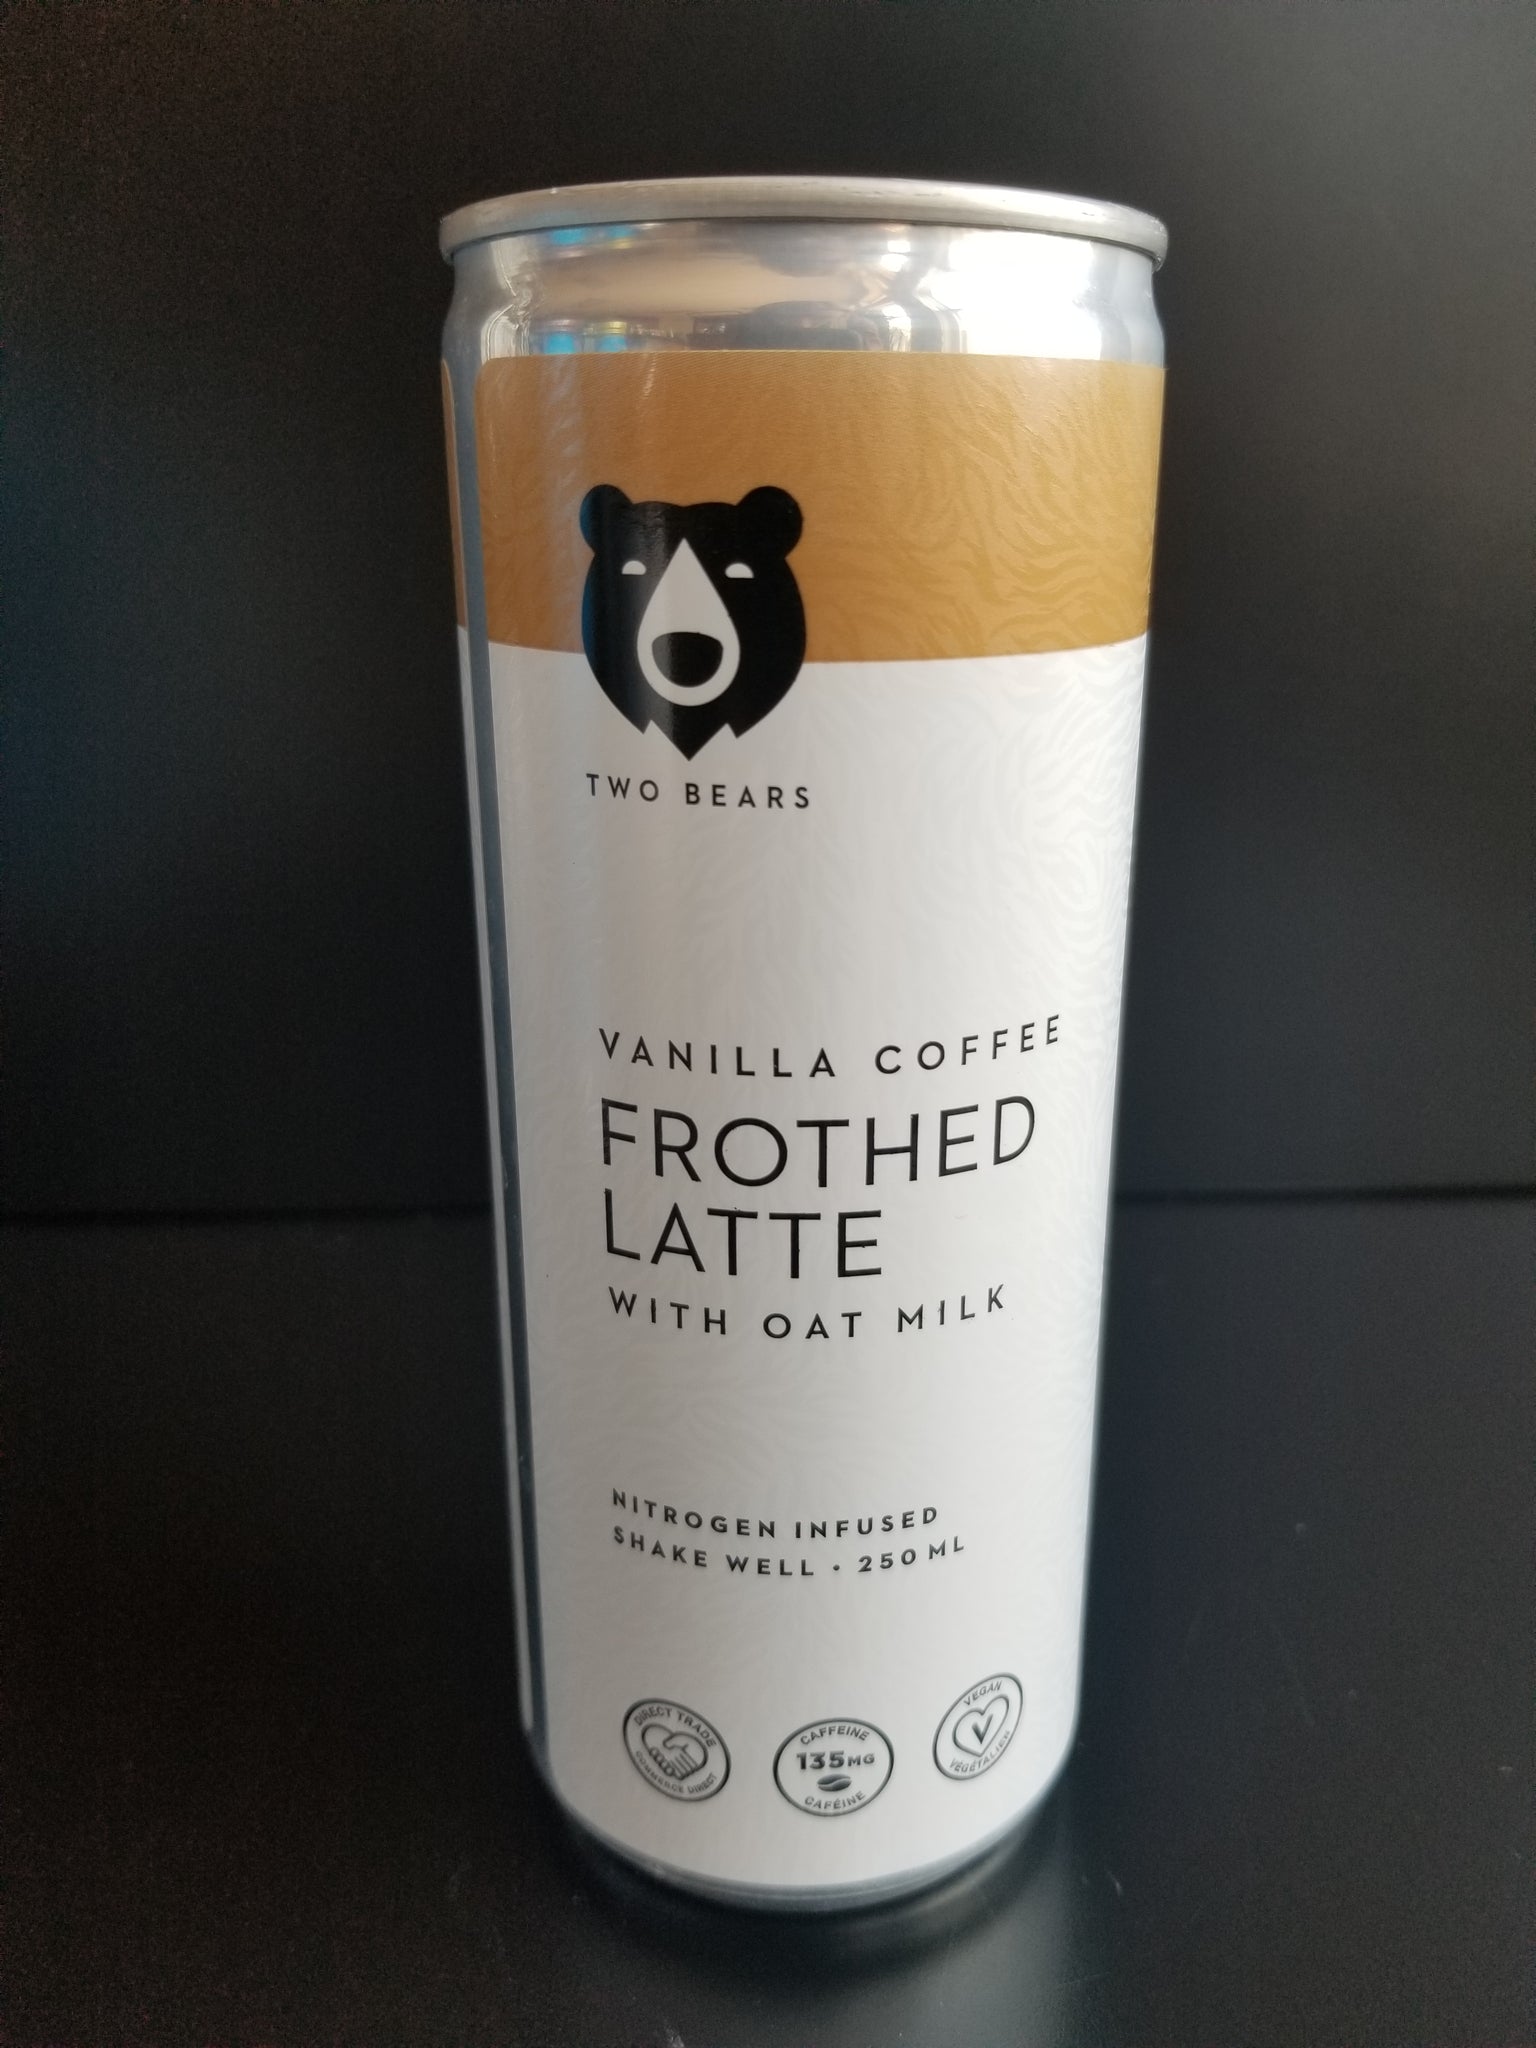 TWO BEARS
VANILLA COFFEE
FROTHED
LATTE
WITH OAT MILK
NITROGEN INFUSED
SHAKE WELL • 250 ML
DIRECT TRADE
COMMERCE DIRECT
CAFFEINE
135MG
CAFÉINE
VEGAN
VÉGÉTALIEN